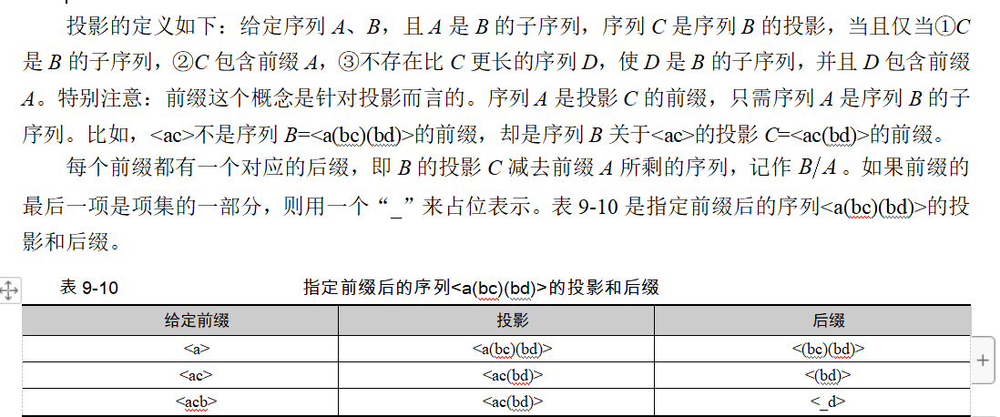 投影的定义如下：给定序列 A、B，且 A 是 B 的子序列，序列 C 是序列 B 的投影，当且仅当①C
是 B 的子序列，②C 包含前缀 A，③不存在比 C 更长的序列 D，使 D 是 B 的子序列，并且 D 包含前缀
A。特别注意：前缀这个概念是针对投影而言的。序列 A 是投影 C 的前缀，只需序列 A 是序列 B 的子
序列。比如，<ac>不是序列 B=<a(bc)(bd)>的前缀，却是序列 B 关于<ac>的投影 C=<ac(bd)>的前缀。
每个前缀都有一个对应的后缀，即 B 的投影 C 减去前缀 A 所剩的序列，记作 B/A 。如果前缀的
最后一项是项集的一部分，则用一个“_”来占位表示。表 9-10 是指定前缀后的序列<a(bc)(bd)>的投
影和后缀。
表 9-10 指定前缀后的序列<a(bc)(bd)>的投影和后缀
给定前缀 投影 后缀
<a> <a(bc)(bd)> <(bc)(bd)>
<ac> <ac(bd)> <(bd)>
<acb> <ac(bd)> <_d>